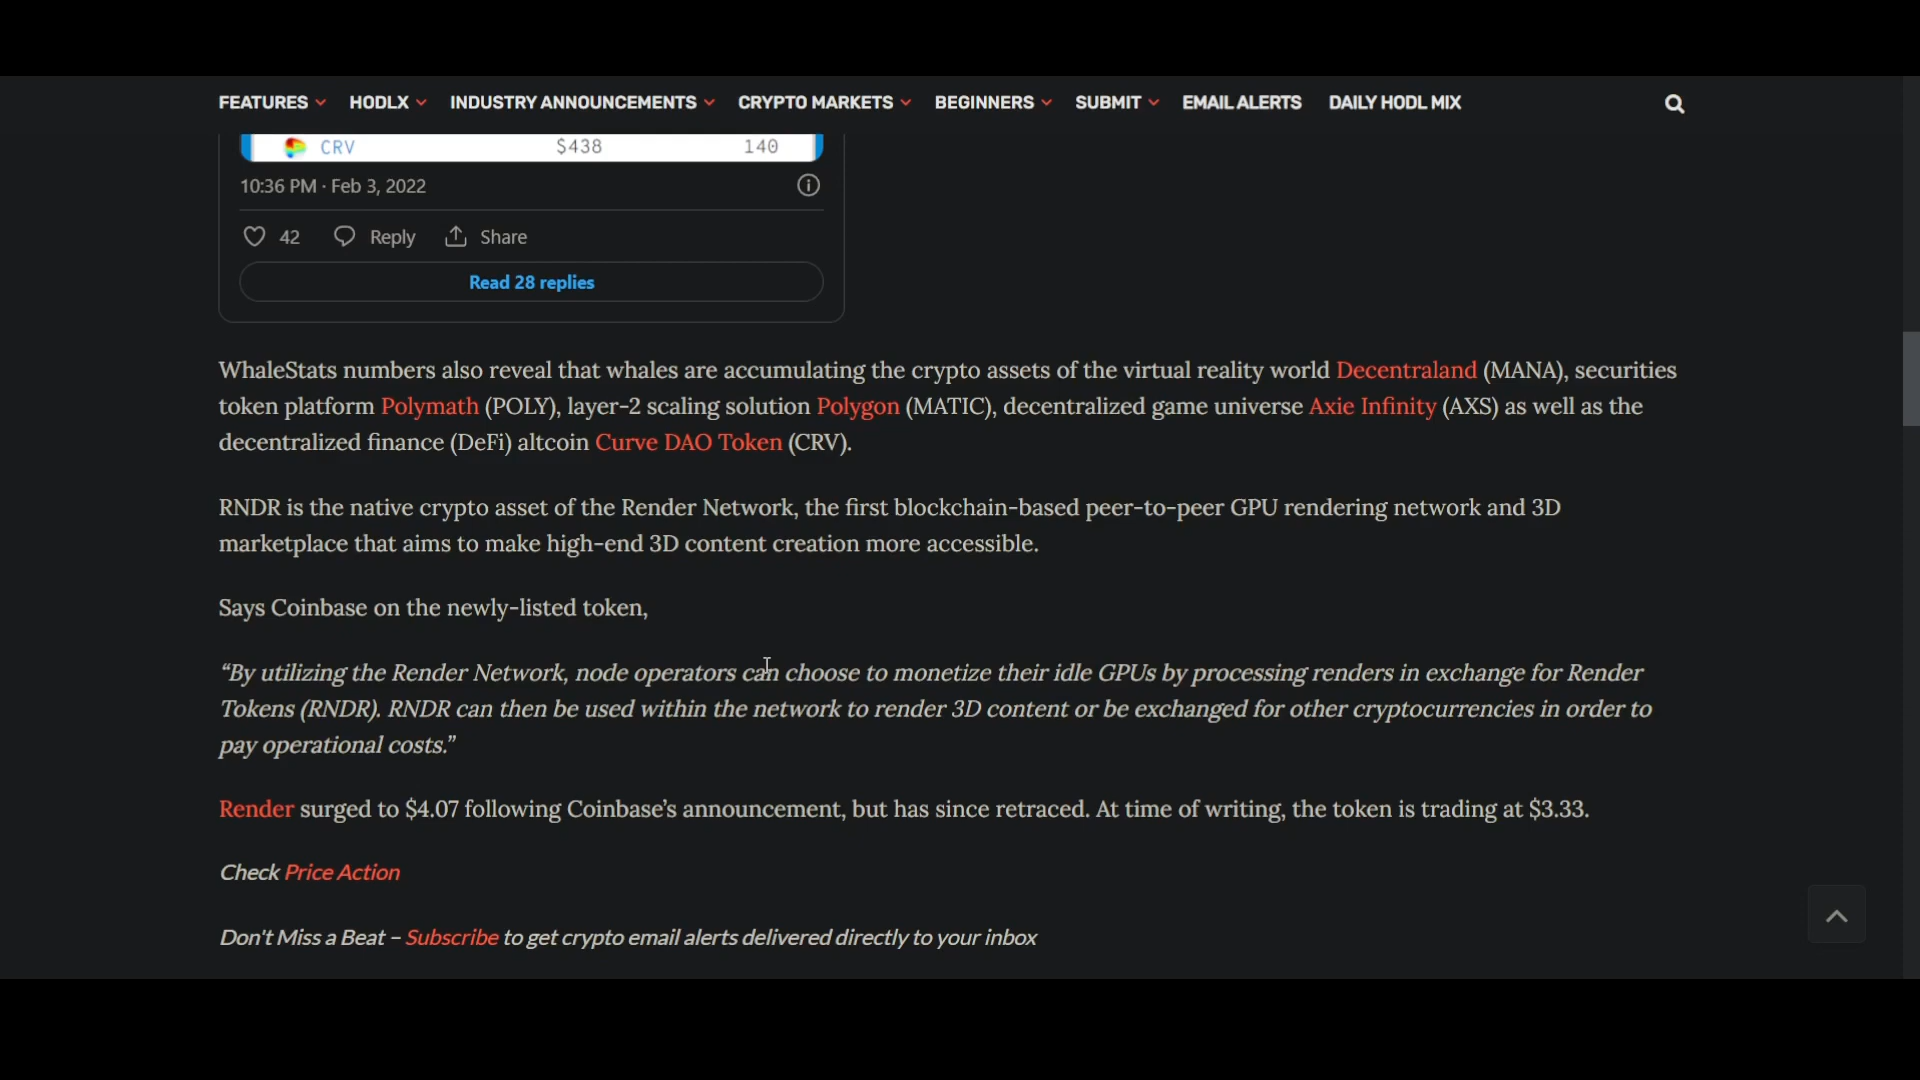 FEATURES HODLX INDUSTRY ANNOUNCEMENTS CRYPTO MARKETS BEGINNERS SUBMIT EMAIL ALERTS DAILY HODL MIX
CRV $438 140
10:36 PM · Feb 3, 2022
42 Reply Share
Read 28 replies
WhaleStats numbers also reveal that whales are accumulating the crypto assets of the virtual reality world Decentraland (MANA), securities
token platform Polymath (POLY), layer-2 scaling solution Polygon (MATIC), decentralized game universe Axie Infinity (AXS) as well as the
decentralized finance (DeFi) altcoin Curve DAO Token (CRV).
RNDR is the native crypto asset of the Render Network, the first blockchain-based peer-to-peer GPU rendering network and 3D
marketplace that aims to make high-end 3D content creation more accessible.
Says Coinbase on the newly-listed token,
“By utilizing the Render Network, node operators can choose to monetize their idle GPUs by processing renders in exchange for Render
Tokens (RNDR). RNDR can then be used within the network to render 3D content or be exchanged for other cryptocurrencies in order to
pay operational costs.”
Render surged to $4.07 following Coinbase’s announcement, but has since retraced. At time of writing, the token is trading at $3.33.
Check Price Action
Don't Miss a Beat – Subscribe to get crypto email alerts delivered directly to your inbox